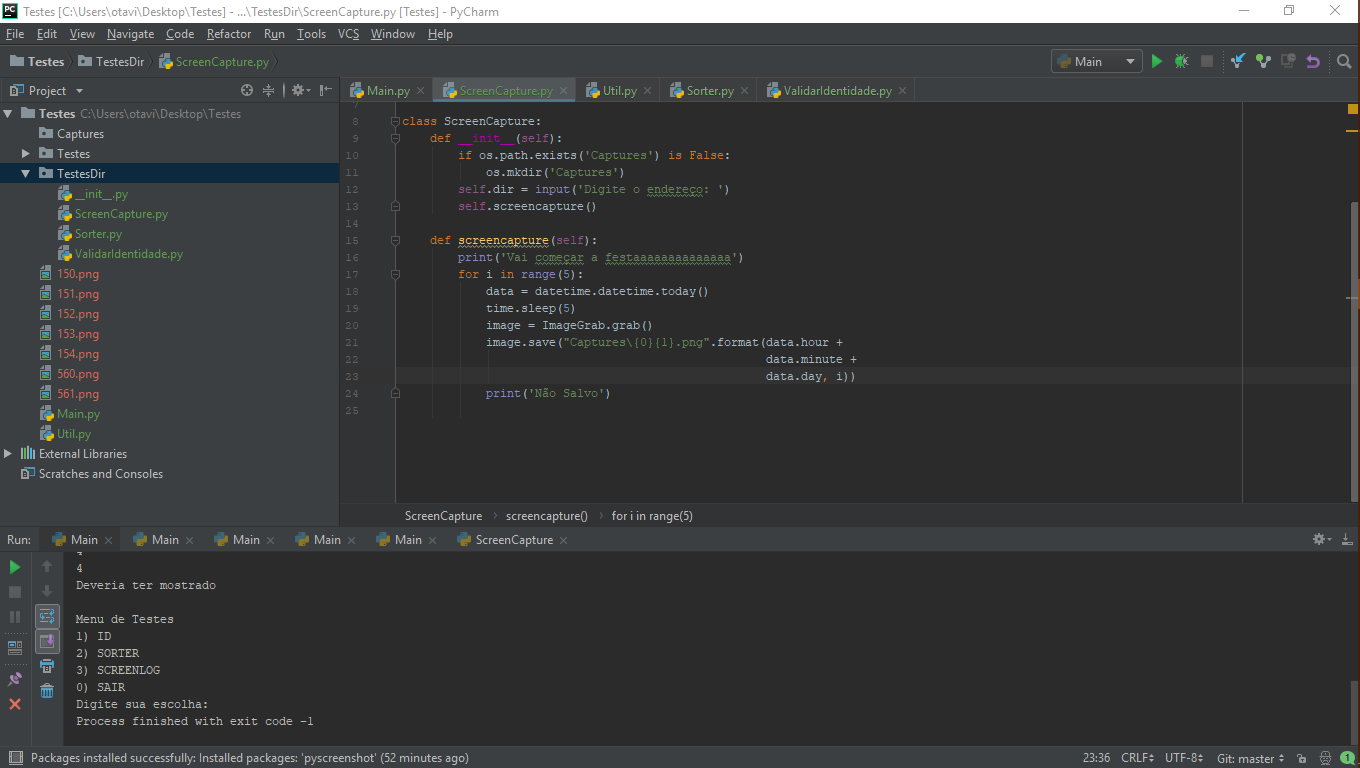 Testes [C:\Users\otavi\Desktop\Testes] - ...\TestesDir\ScreenCapture.py [Testes] - PyCharm
File Edit View Navigate Code Refactor Run Tools VCS Window Help
Testes TestesDir ScreenCapture.py Main
Project Main.py ScreenCapture.py Util.py Sorter.py ValidarIdentidade.py
Testes C:\Users\otavi\Desktop\Testes
Captures
Testes
TestesDir
__init__.py
ScreenCapture.py
Sorter.py
ValidarIdentidade.py
150.png
151.png
152.png
153.png
154.png
560.png
561.png
Main.py
Util.py
External Libraries
Scratches and Consoles
7
8 class ScreenCapture:
9 def __init__(self):
10 if os.path.exists('Captures') is False:
11 os.mkdir('Captures')
12 self.dir = input('Digite o endereço: ')
13 self.screencapture()
14
15 def screencapture(self):
16 print('Vai começar a festaaaaaaaaaaaaaa')
17 for i in range(5):
18 data = datetime.datetime.today()
19 time.sleep(5)
20 image = ImageGrab.grab()
21 image.save("Captures\{0}{1}.png".format(data.hour +
22 data.minute +
23 data.day, i))
24 print('Não Salvo')
25
ScreenCapture screencapture() for i in range(5)
Run: Main Main Main Main Main ScreenCapture
4
4
Deveria ter mostrado
Menu de Testes
1) ID
2) SORTER
3) SCREENLOG
0) SAIR
Digite sua escolha:
Process finished with exit code -1
Packages installed successfully: Installed packages: 'pyscreenshot' (52 minutes ago) 23:36 CRLF UTF-8 Git: master 1